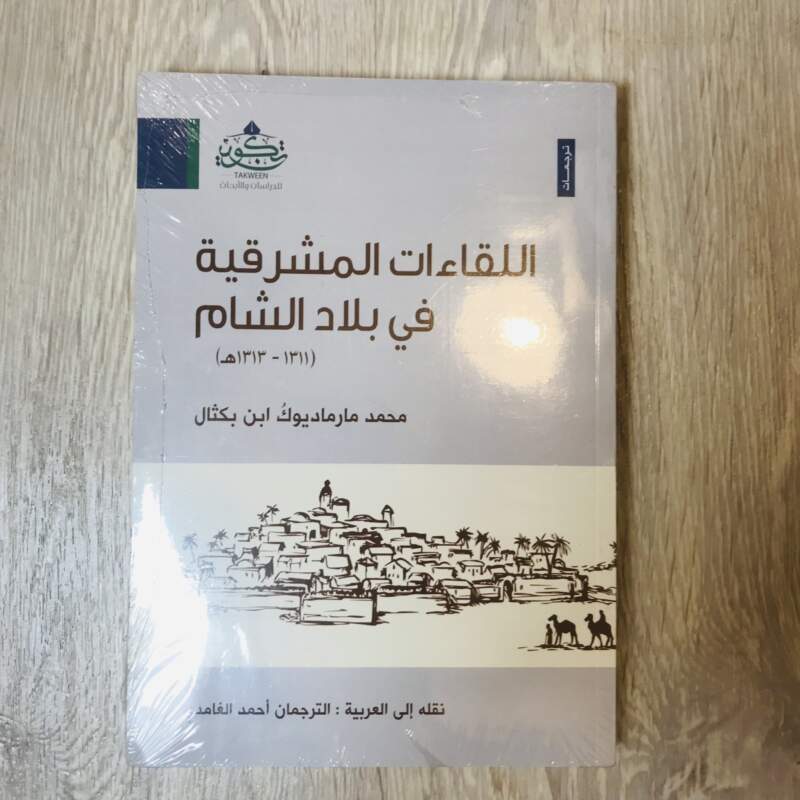 تكوين
TAKWEEN
للدراسات والأبحاث
ترجمات
اللقاءات المشرقية
في بلاد الشام
(١٣١١ - ١٣١٣هـ)
محمد مارماديوكُ ابن بكثال
نقله إلى العربية : الترجمان أحمد الغامد